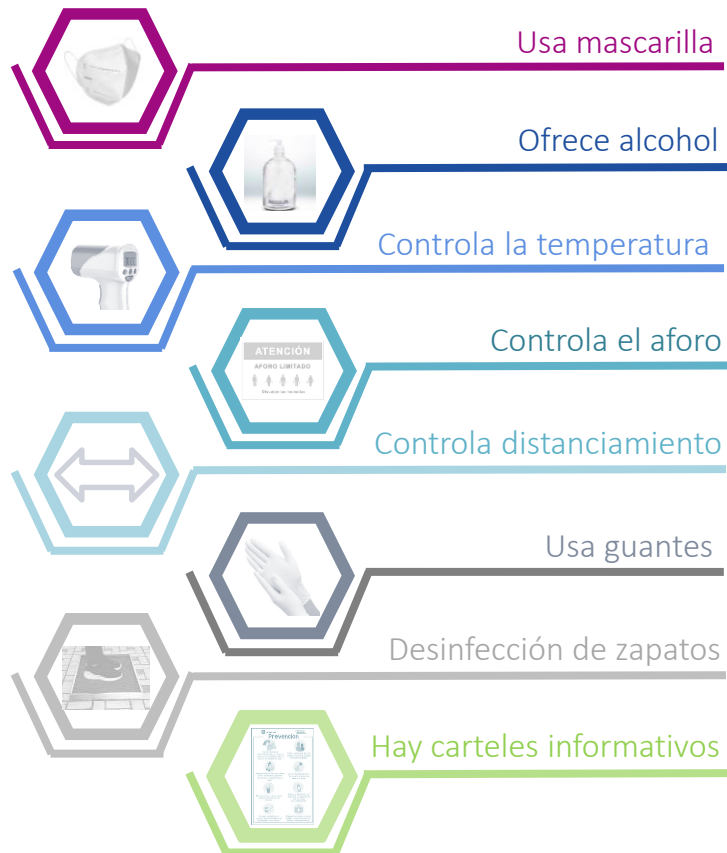 Usa mascarilla
Ofrece alcohol
Controla la temperatura
ATENCIÓN
AFORO LIMITADO
Controla el aforo
Controla distanciamiento
Usa guantes
Desinfección de zapatos
Prevención
Hay carteles informativos